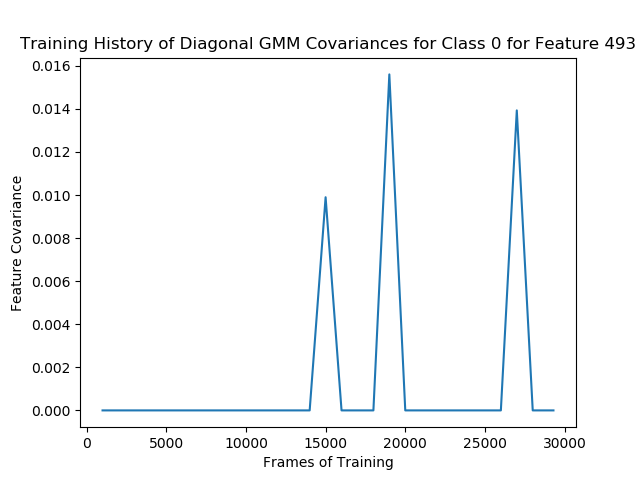 Training History of Diagonal GMM Covariances for Class 0 for Feature 493
0.016
0.014
0.012
0.010
0.008
0.006
0.004
0.002
0.000
Feature Covariance
0 5000 10000 15000 20000 25000 30000
Frames of Training